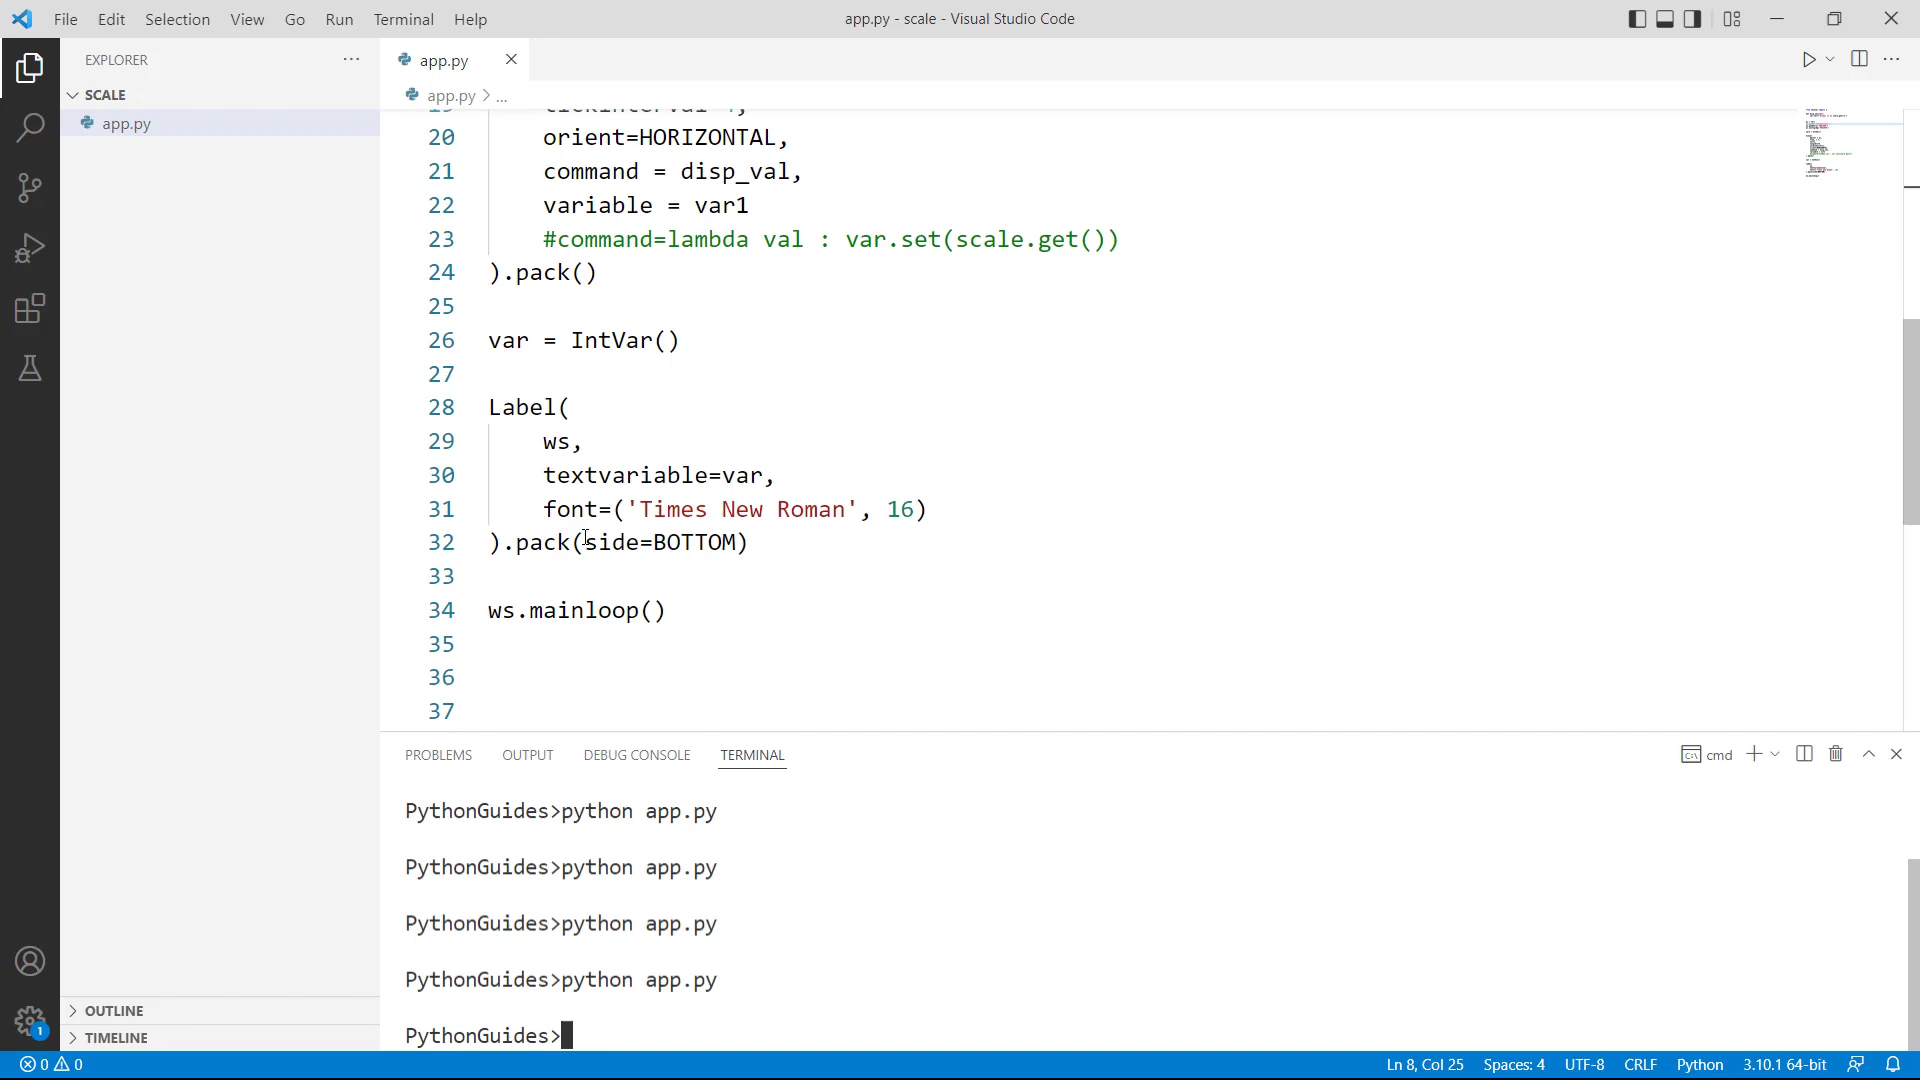 File Edit Selection View Go Run Terminal Help
app.py - scale - Visual Studio Code
EXPLORER
SCALE
app.py
OUTLINE
TIMELINE
app.py
app.py > ...
20 orient=HORIZONTAL,
21 command = disp_val,
22 variable = var1
23 #command=lambda val : var.set(scale.get())
24 ).pack()
25
26 var = IntVar()
27
28 Label(
29 ws,
30 textvariable=var,
31 font=('Times New Roman', 16)
32 ).pack(side=BOTTOM)
33
34 ws.mainloop()
35
36
37
PROBLEMS OUTPUT DEBUG CONSOLE TERMINAL
cmd
PythonGuides>python app.py
PythonGuides>python app.py
PythonGuides>python app.py
PythonGuides>python app.py
PythonGuides>
1
0 0
Ln 8, Col 25 Spaces: 4 UTF-8 CRLF Python 3.10.1 64-bit